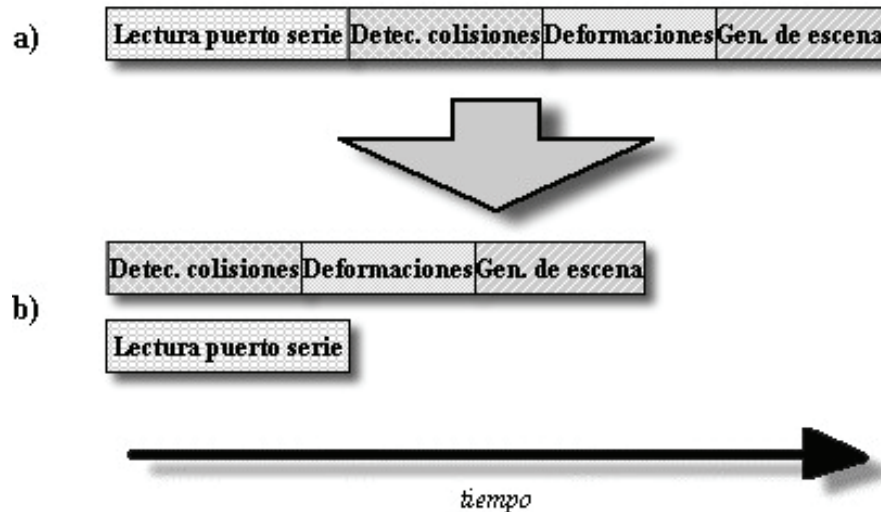 a) Lectura puerto serie Detec. colisiones Deformaciones Gen. de escena
Detec. colisiones Deformaciones Gen. de escena
b)
Lectura puerto serie
tiempo